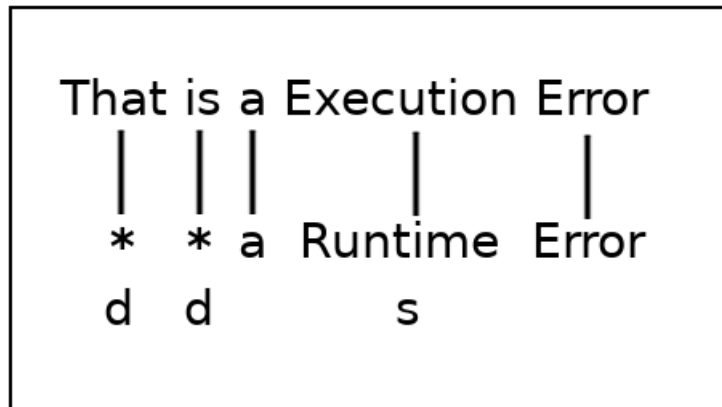 That is a Execution Error
* * a Runtime Error
d d s